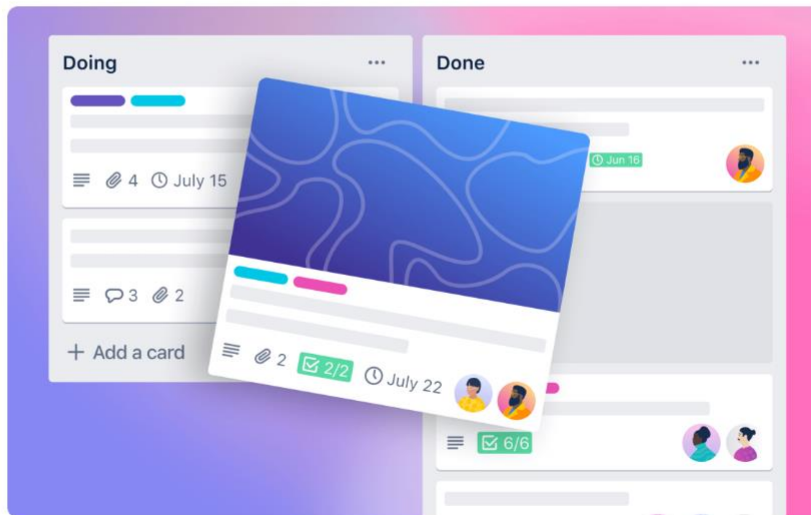 Doing
4 July 15
3 2
+ Add a card
2 2/2 July 22
Done
Jun 16
6/6